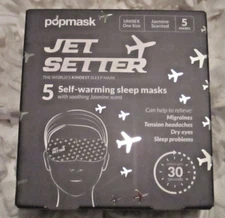 popmask
UNISEX
One Size
Jasmine
Scented
5
MASKS
JET
SETTER
THE WORLD'S KINDEST SLEEP MASK
5 Self-warming sleep masks
with soothing Jasmine scent
Can help to relieve:
Migraines
Tension headaches
Dry eyes
Sleep problems
30
MINUTES